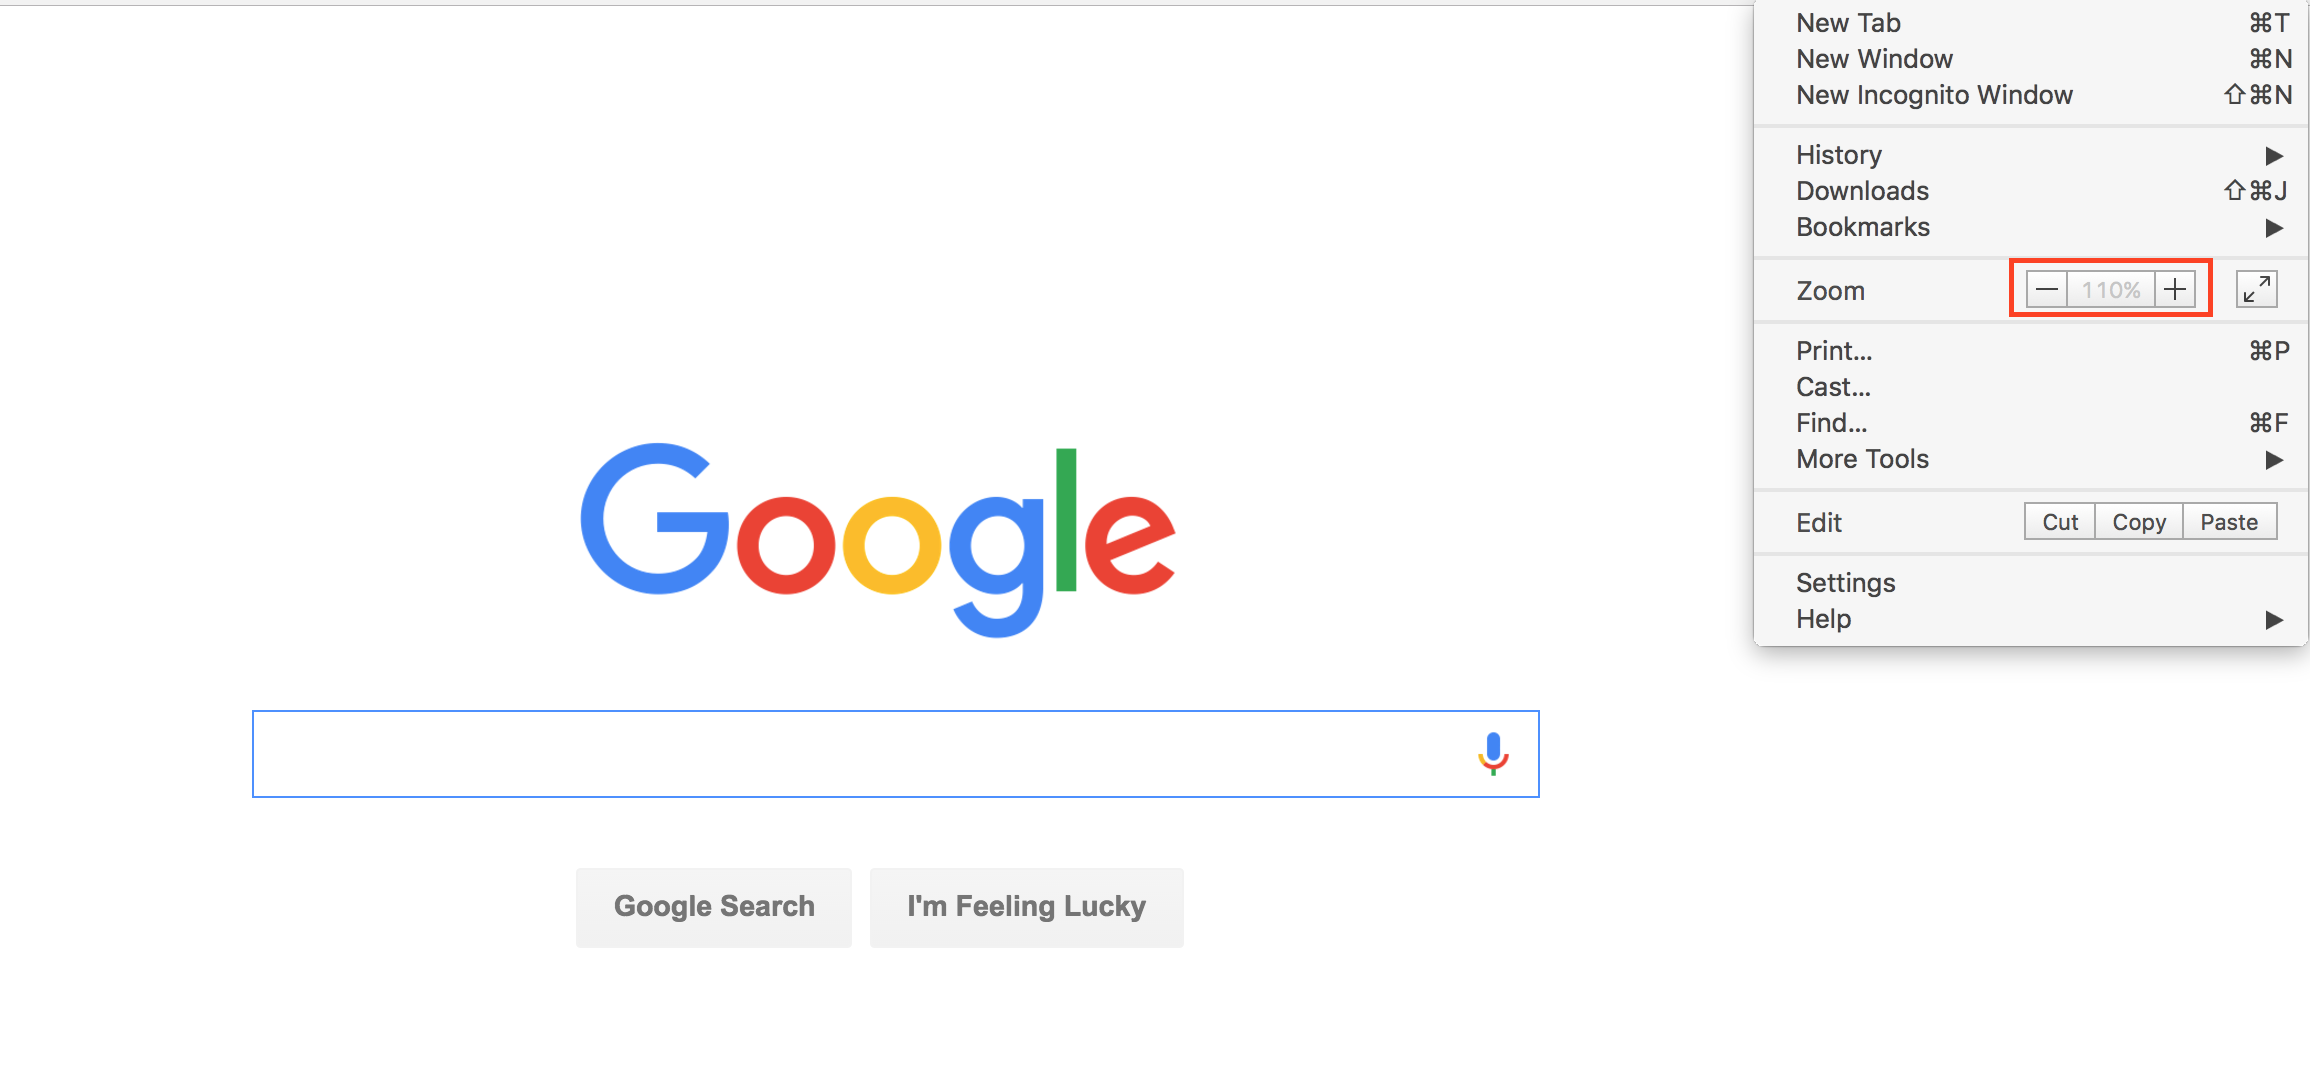 New Tab ⌘T
New Window ⌘N
New Incognito Window ⇧⌘N
History ▶
Downloads ⇧⌘J
Bookmarks ▶
Zoom — 110% +
Print... ⌘P
Cast...
Find... ⌘F
More Tools ▶
Edit Cut Copy Paste
Settings
Help ▶
Google
Google Search I'm Feeling Lucky